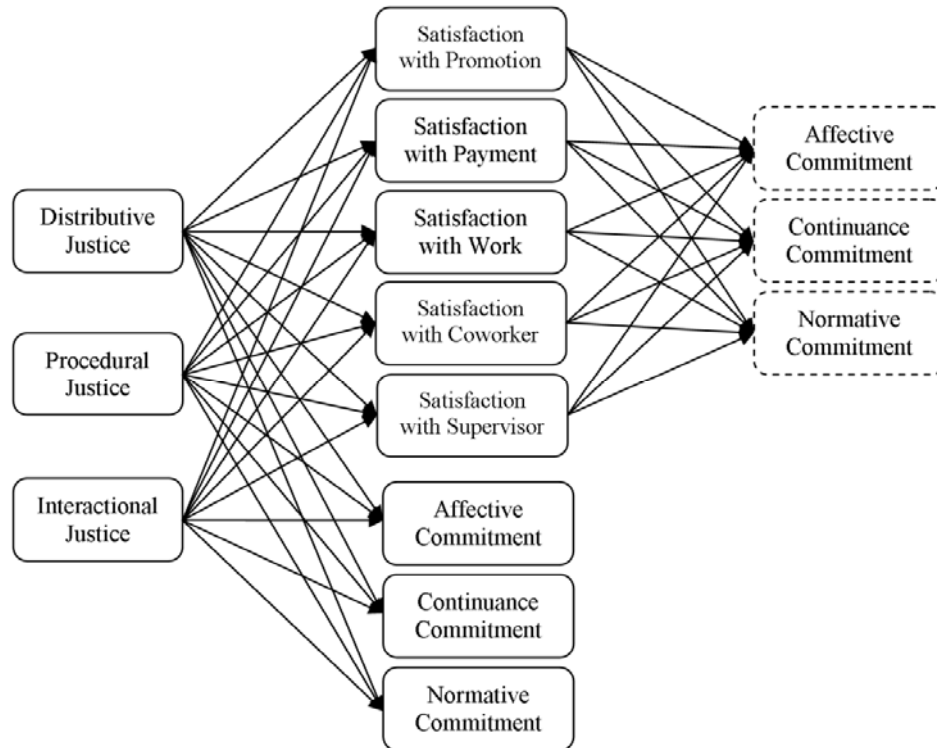 Satisfaction
with Promotion
Satisfaction
with Payment
Satisfaction
with Work
Satisfaction
with Coworker
Satisfaction
with Supervisor
Affective
Commitment
Continuance
Commitment
Normative
Commitment
Distributive
Justice
Procedural
Justice
Interactional
Justice
Affective
Commitment
Continuance
Commitment
Normative
Commitment